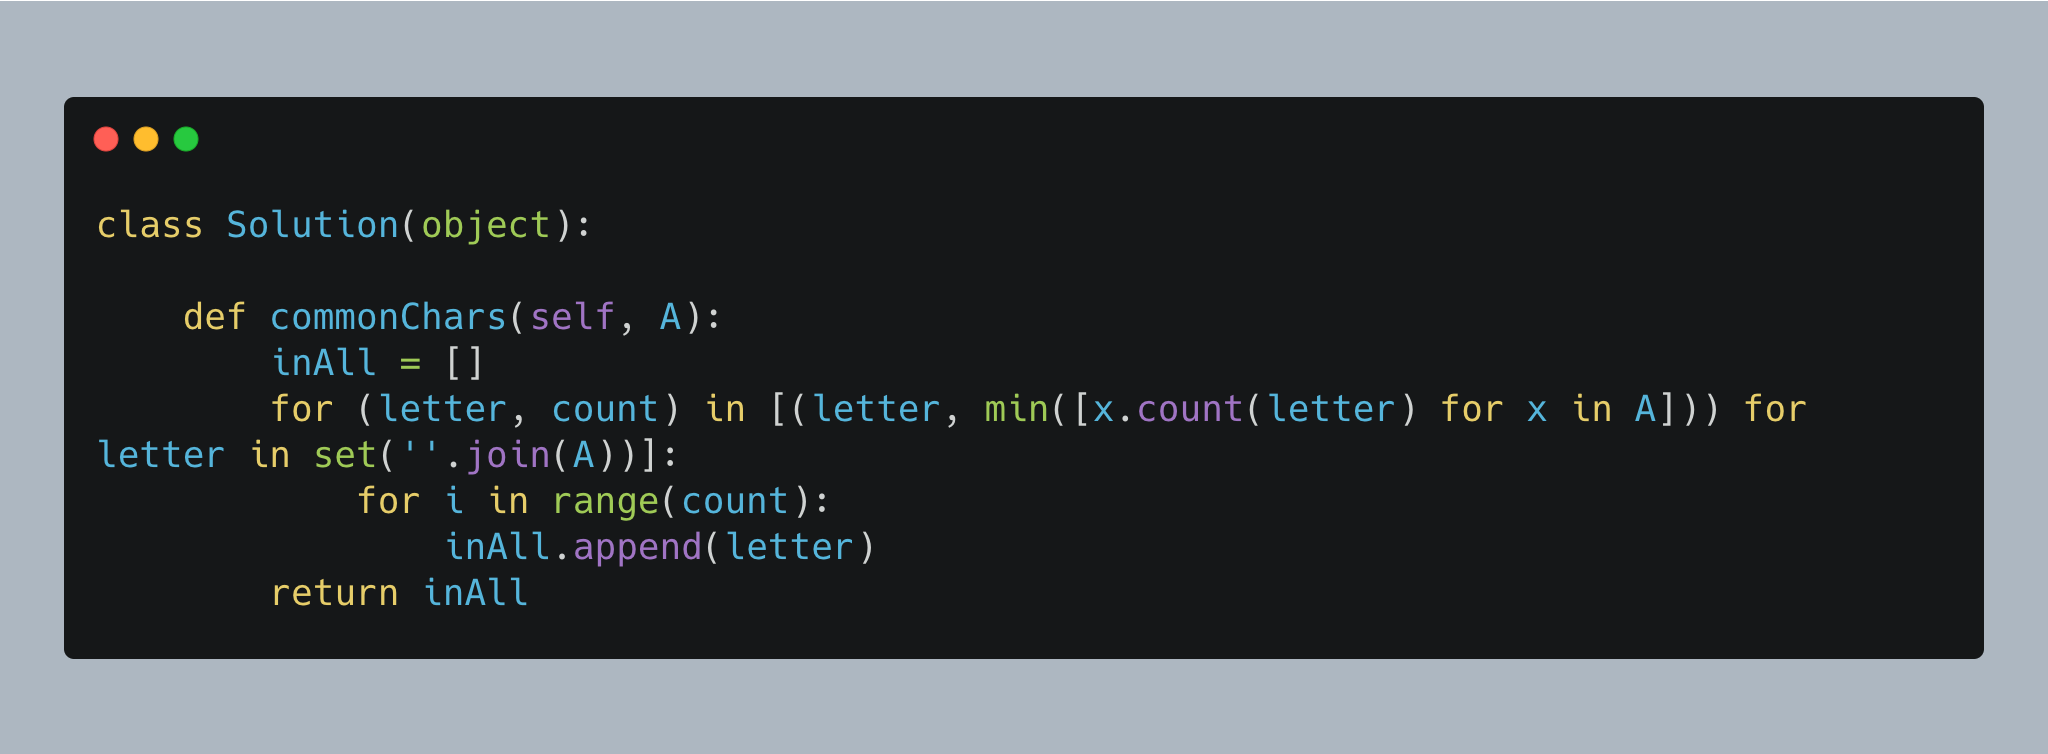 class Solution(object):

    def commonChars(self, A):
        inAll = []
        for (letter, count) in [(letter, min([x.count(letter) for x in A])) for
letter in set(''.join(A))]:
            for i in range(count):
                inAll.append(letter)
        return inAll